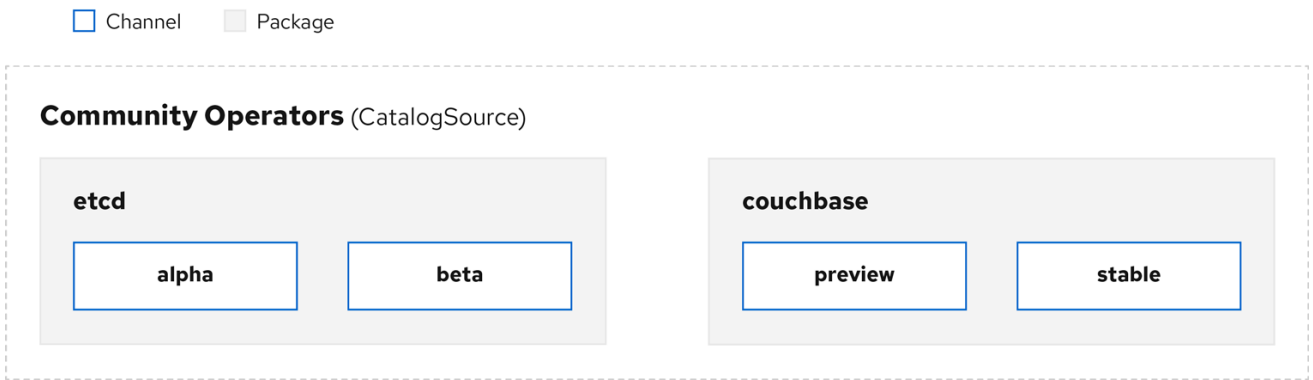 Channel Package
Community Operators (CatalogSource)
etcd
couchbase
alpha beta
preview stable